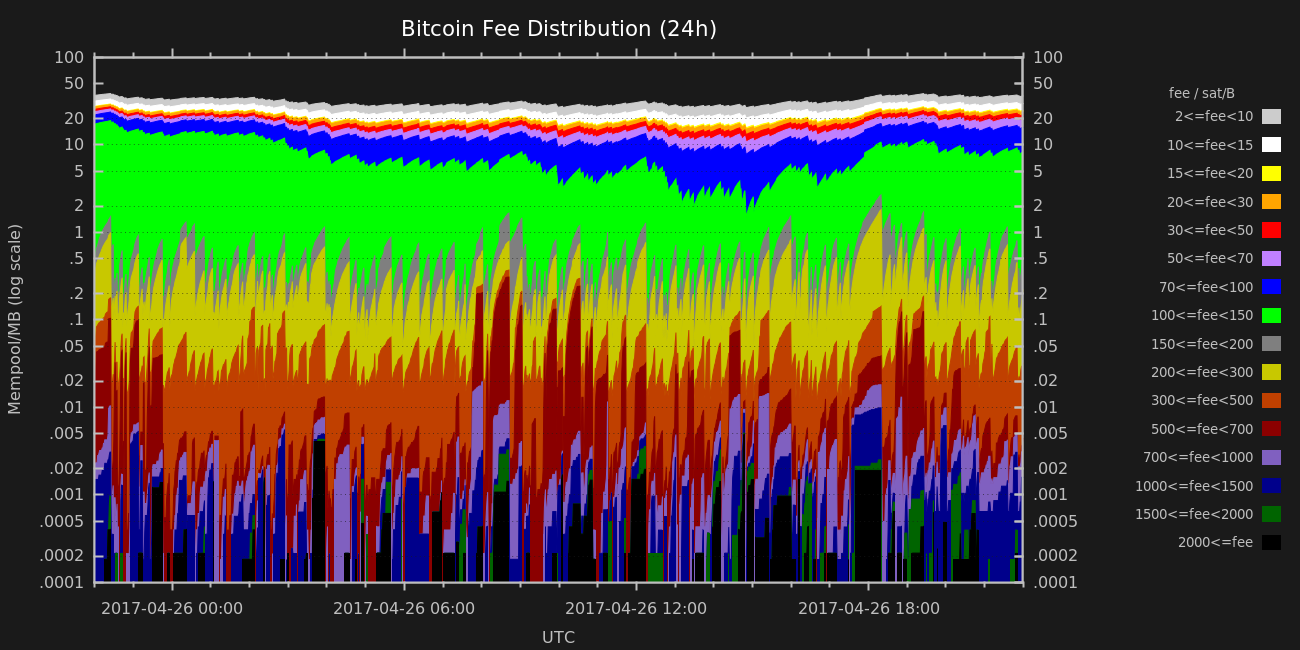 Bitcoin Fee Distribution (24h)
Mempool/MB (log scale)
100
50
20
10
5
2
1
.5
.2
.1
.05
.02
.01
.005
.002
.001
.0005
.0002
.0001
100
50
20
10
5
2
1
.5
.2
.1
.05
.02
.01
.005
.002
.001
.0005
.0002
.0001
2017-04-26 00:00
2017-04-26 06:00
2017-04-26 12:00
2017-04-26 18:00
UTC
fee / sat/B
2<=fee<10
10<=fee<15
15<=fee<20
20<=fee<30
30<=fee<50
50<=fee<70
70<=fee<100
100<=fee<150
150<=fee<200
200<=fee<300
300<=fee<500
500<=fee<700
700<=fee<1000
1000<=fee<1500
1500<=fee<2000
2000<=fee